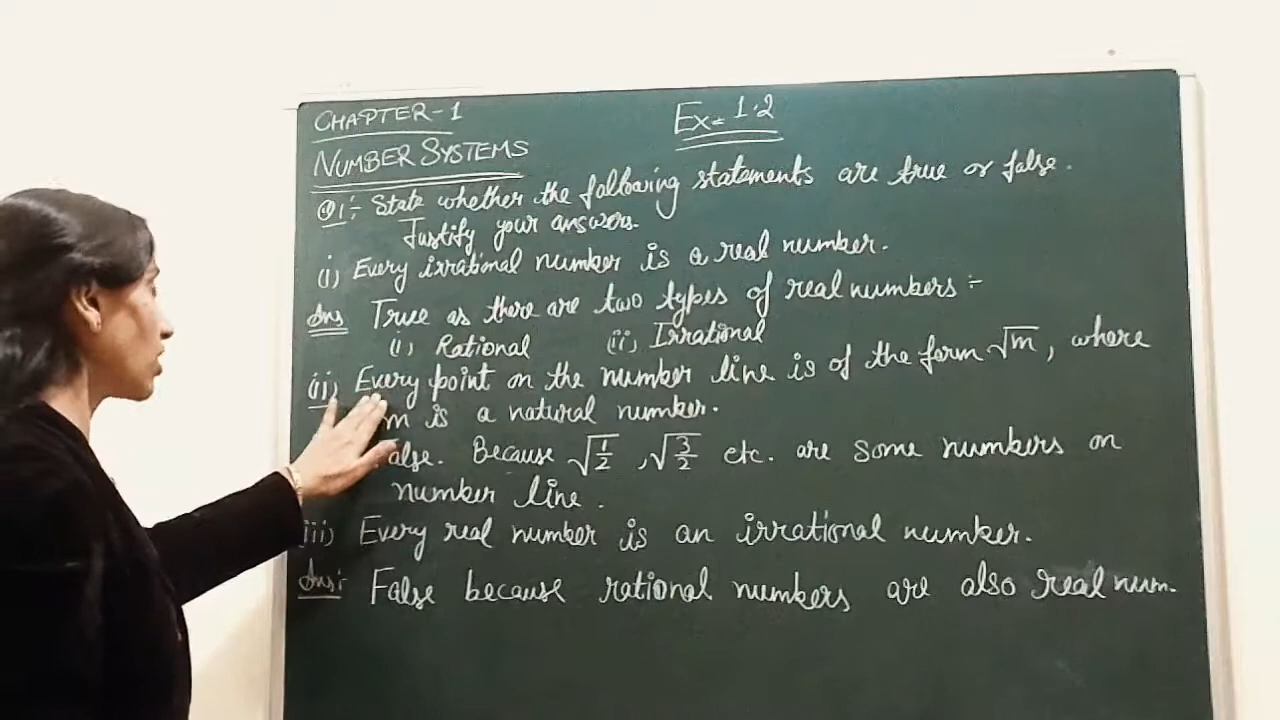 CHAPTER-1
Ex= 1.2
NUMBER SYSTEMS
Q1:- State whether the following statements are true or false.
Justify your answers.
(i) Every irrational number is a real number.
Ans True as there are two types of real numbers :-
(i) Rational (ii) Irrational
(ii) Every point on the number line is of the form √m, where
m is a natural number.
False. Because √1/2, √3/2 etc. are some numbers on
number line.
(iii) Every real number is an irrational number.
Ans: False because rational numbers are also real num.